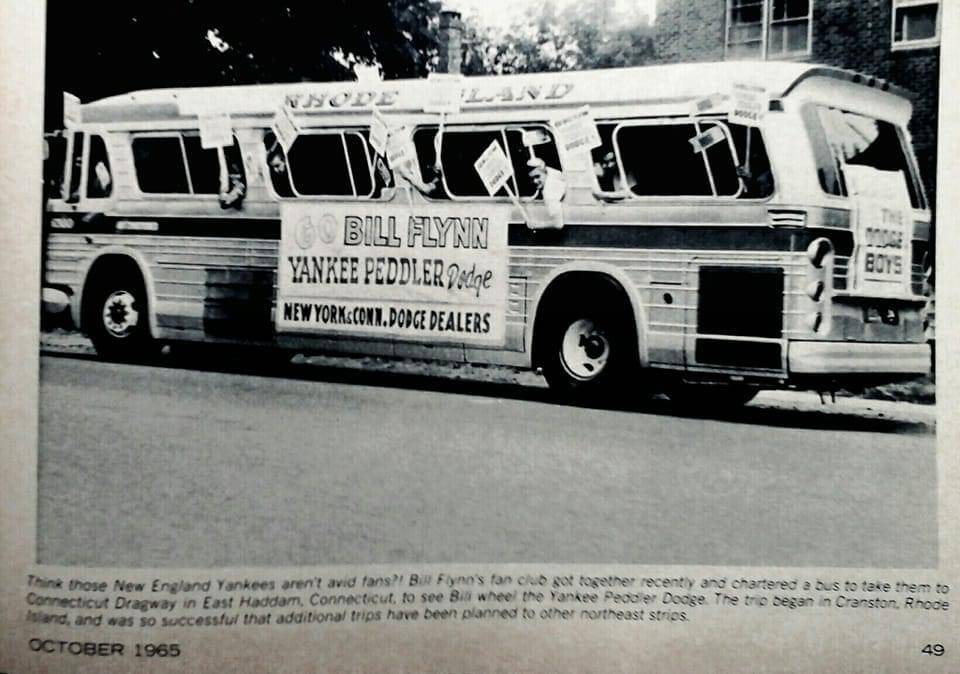 RHODE ISLAND
GO BILL FLYNN
YANKEE PEDDLER Dodge
NEW YORK & CONN. DODGE DEALERS
THE
DODGE
BOYS
Think those New England Yankees aren't avid fans?! Bill Flynn's fan club got together recently and chartered a bus to take them to
Connecticut Dragway in East Haddam, Connecticut, to see Bill wheel the Yankee Peddler Dodge. The trip began in Cranston, Rhode
Island, and was so successful that additional trips have been planned to other northeast strips.
OCTOBER 1965
49